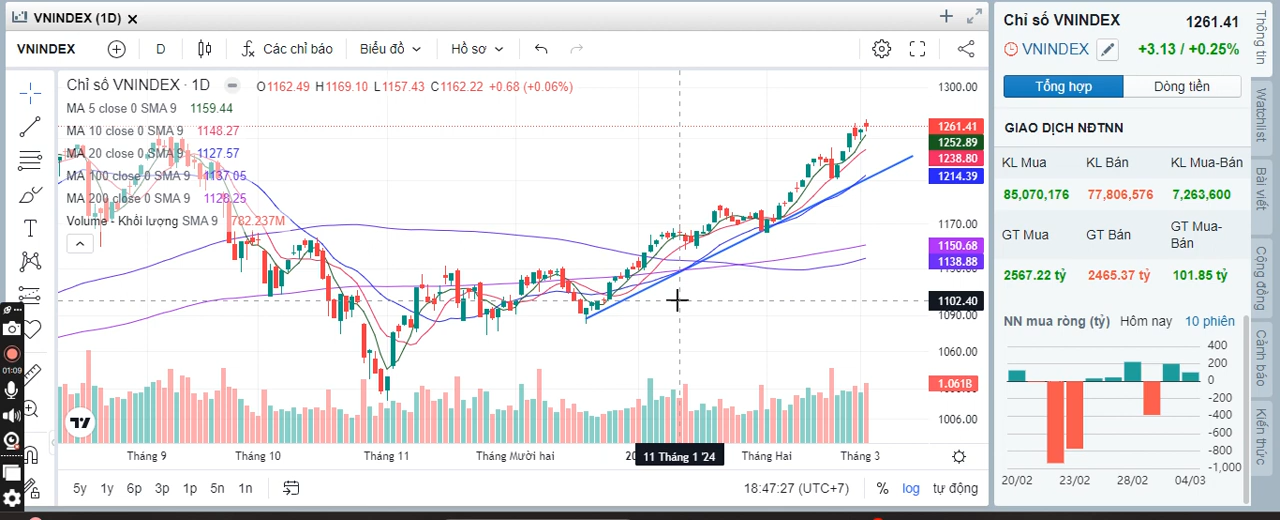 VNINDEX (1D)
VNINDEX
D
Các chỉ báo
Biểu đồ
Hồ sơ
Chỉ số VNINDEX · 1D
O1162.49 H1169.10 L1157.43 C1162.22 +0.68 (+0.06%)
MA 5 close 0 SMA 9 1159.44
MA 10 close 0 SMA 9 1148.27
MA 20 close 0 SMA 9 1127.57
MA 100 close 0 SMA 9 1137.05
MA 200 close 0 SMA 9 1128.25
Volume - Khối lượng SMA 9 782.237M
1300.00
1261.41
1252.89
1238.80
1214.39
1170.00
1150.68
1138.88
1130.00
1102.40
1090.00
1060.00
1.061B
1006.00
Tháng 9
Tháng 10
Tháng 11
Tháng Mười hai
11 Tháng 1 '24
Tháng Hai
Tháng 3
5y 1y 6p 3p 1p 5n 1n
18:47:27 (UTC+7)
% log tự động
01:09
Chỉ số VNINDEX 1261.41
VNINDEX +3.13 / +0.25%
Tổng hợp Dòng tiền
GIAO DỊCH NĐTNN
KL Mua KL Bán KL Mua-Bán
85,070,176 77,806,576 7,263,600
GT Mua GT Bán GT Mua-Bán
2567.22 tỷ 2465.37 tỷ 101.85 tỷ
NN mua ròng (tỷ) Hôm nay 10 phiên
400
200
0
-200
-400
-600
-800
-1,000
20/02 23/02 28/02 04/03
Thông tin
Watchlist
Bài viết
Cộng đồng
Cảnh báo
Kiến thức